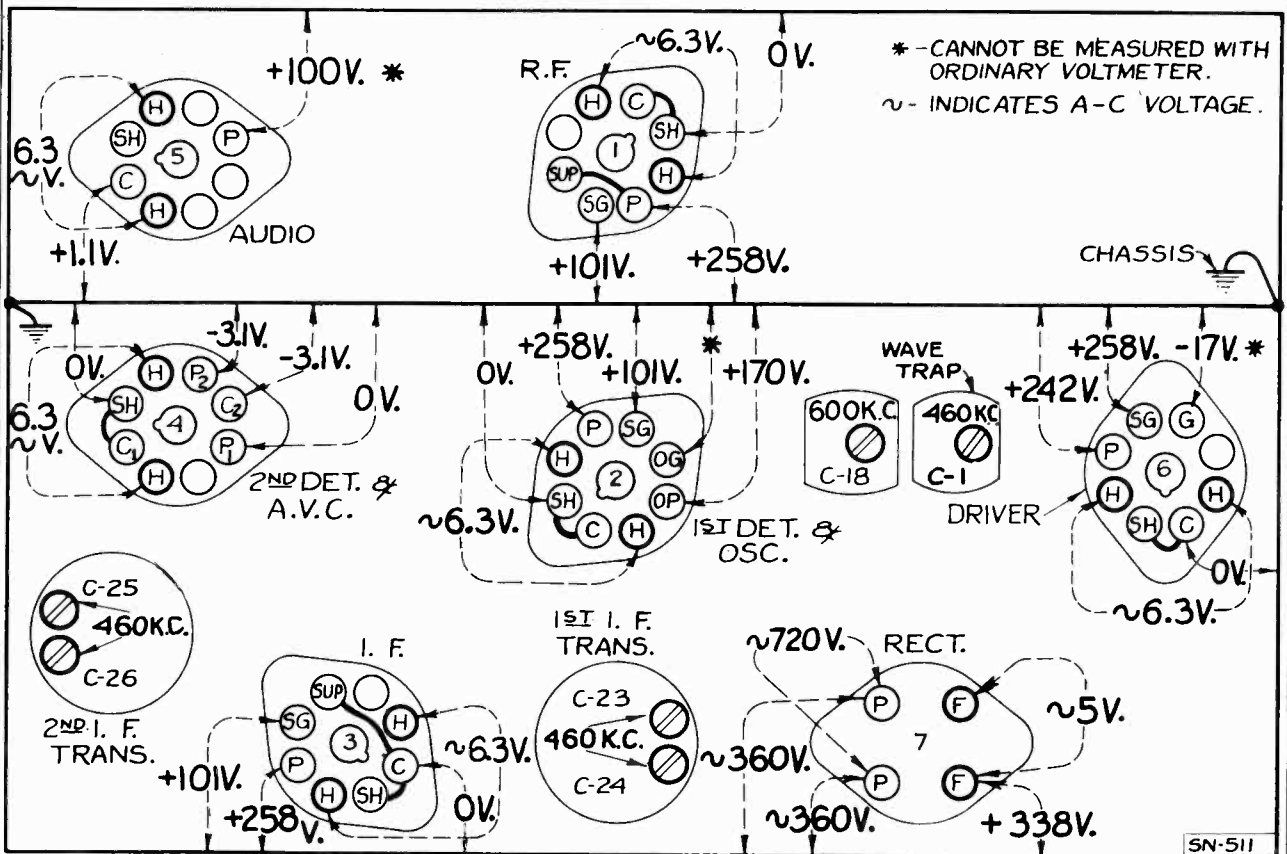 +100V. *
R.F.
~6.3V.
0V.
* - CANNOT BE MEASURED WITH
ORDINARY VOLTMETER.
~ - INDICATES A-C VOLTAGE.
H
SH
P
5
C
H
6.3
~V.
+1.1V.
AUDIO
H
C
SH
1
SUP
H
SG
P
+101V.
+258V.
CHASSIS
0V.
-3.1V.
-3.1V.
0V.
6.3
~V.
H
P2
SH
C2
4
C1
P1
H
2ND DET. &
A.V.C.
0V.
+258V.
+101V.
*
+170V.
P
SG
H
OG
2
SH
OP
C
H
~6.3V.
1ST DET. &
OSC.
WAVE
TRAP
600K.C.
C-18
460KC.
C-1
+242V.
+258V.
-17V. *
SG
G
P
6
H
H
SH
C
DRIVER
0V.
~6.3V.
C-25
460K.C.
C-26
2ND I. F.
TRANS.
I. F.
SUP
SG
H
3
P
C
H
SH
+101V.
+258V.
~6.3V.
0V.
1ST I. F.
TRANS.
C-23
460K.C.
C-24
~720V.
RECT.
P
F
7
P
F
~5V.
~360V.
~360V.
+338V.
SN-511